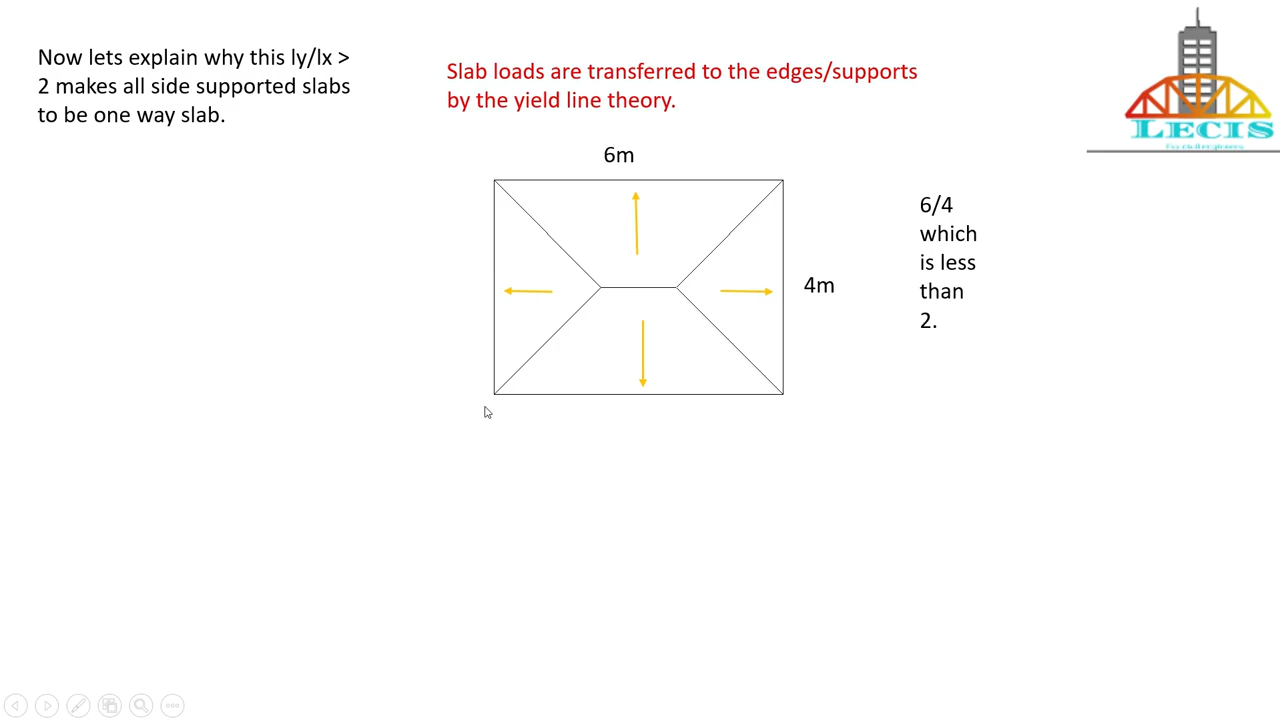 Now lets explain why this ly/lx >
2 makes all side supported slabs
to be one way slab.
Slab loads are transferred to the edges/supports
by the yield line theory.
6m
4m
6/4
which
is less
than
2.
LECIS